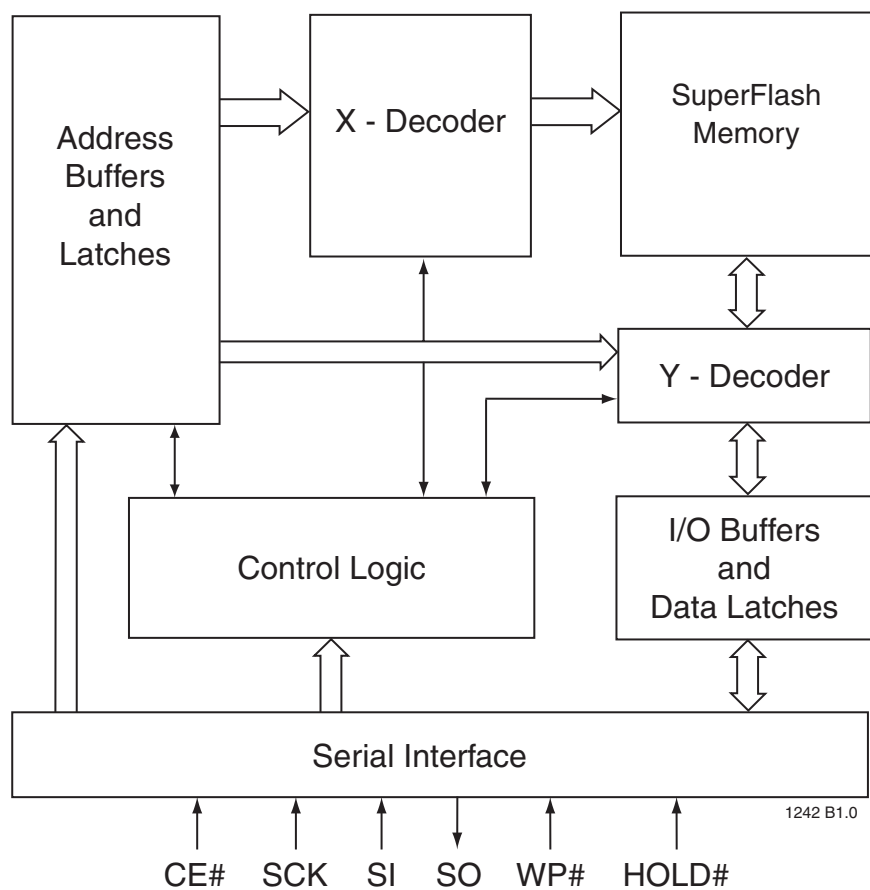 Address
Buffers
and
Latches
X - Decoder
SuperFlash
Memory
Y - Decoder
Control Logic
I/O Buffers
and
Data Latches
Serial Interface
1242 B1.0
CE# SCK SI SO WP# HOLD#